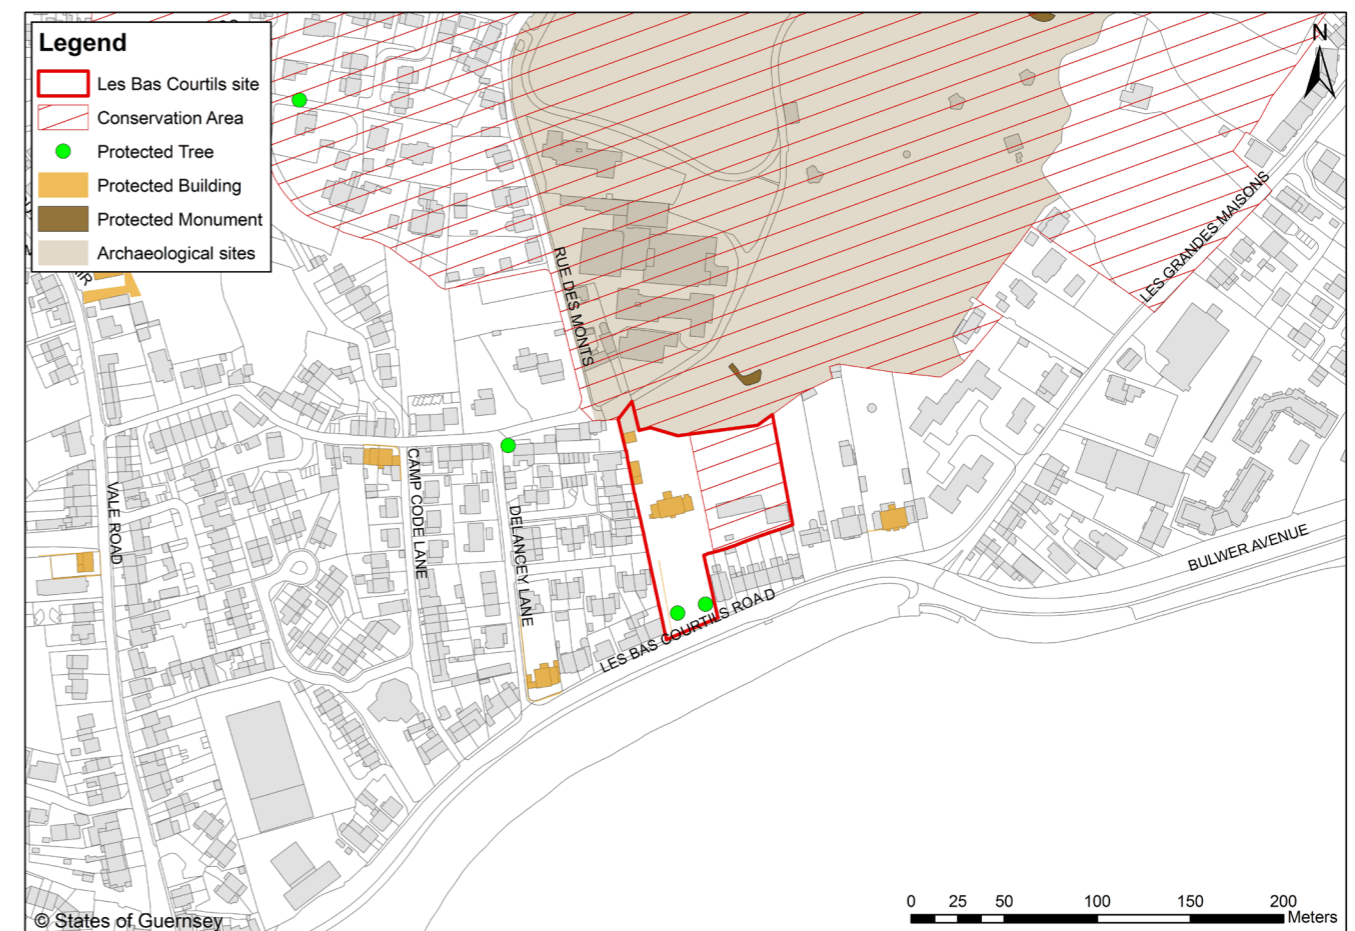 Legend
Les Bas Courtils site
Conservation Area
Protected Tree
Protected Building
Protected Monument
Archaeological sites
N
RUE DES MONTS
LES GRANDES MAISONS
VALE ROAD
CAMP CODE LANE
DELANCEY LANE
LES BAS COURTILS ROAD
BULWER AVENUE
0 25 50 100 150 200
Meters
© States of Guernsey